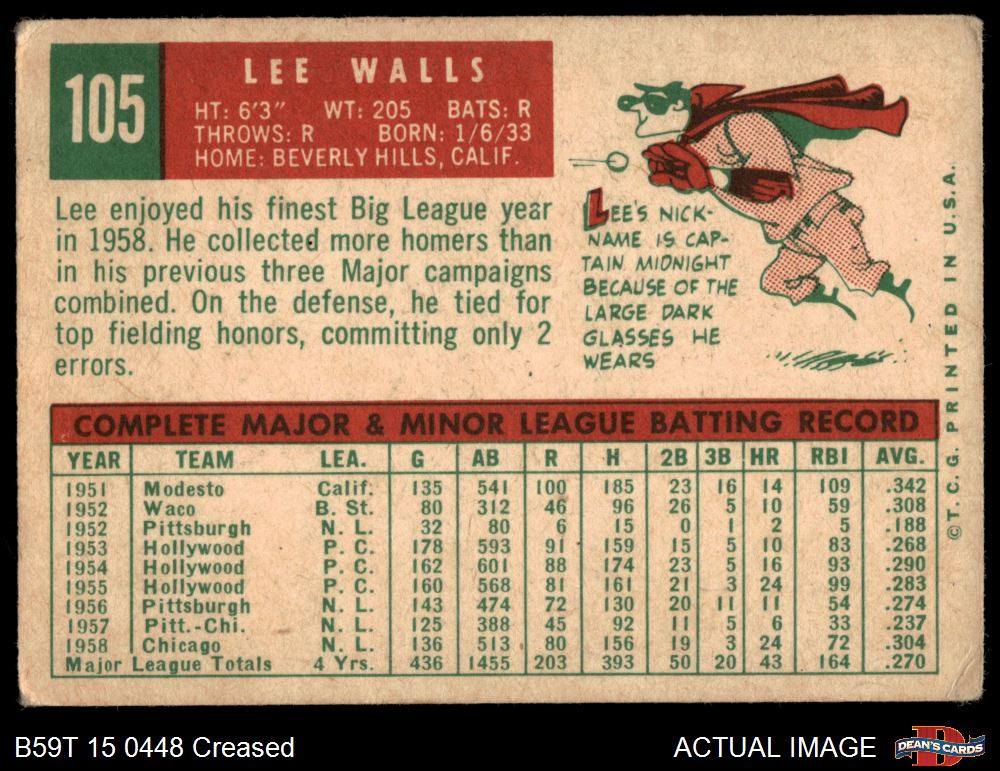 105
LEE WALLS
HT: 6'3" WT: 205 BATS: R
THROWS: R BORN: 1/6/33
HOME: BEVERLY HILLS, CALIF.
Lee enjoyed his finest Big League year
in 1958. He collected more homers than
in his previous three Major campaigns
combined. On the defense, he tied for
top fielding honors, committing only 2
errors.
LEE'S NICK-
NAME IS CAP-
TAIN MIDNIGHT
BECAUSE OF THE
LARGE DARK
GLASSES HE
WEARS
COMPLETE MAJOR & MINOR LEAGUE BATTING RECORD
YEAR TEAM LEA. G AB R H 2B 3B HR RBI AVG.
1951 Modesto Calif. 135 541 100 185 23 16 14 109 .342
1952 Waco B. St. 80 312 46 96 26 5 10 59 .308
1952 Pittsburgh N. L. 32 80 6 15 0 1 2 5 .188
1953 Hollywood P. C. 178 593 91 159 15 5 10 83 .268
1954 Hollywood P. C. 162 601 88 174 23 5 16 93 .290
1955 Hollywood P. C. 160 568 81 161 21 3 24 99 .283
1956 Pittsburgh N. L. 143 474 72 130 20 11 11 54 .274
1957 Pitt.-Chi. N. L. 125 388 45 92 11 5 6 33 .237
1958 Chicago N. L. 136 513 80 156 19 3 24 72 .304
Major League Totals 4 Yrs. 436 1455 203 393 50 20 43 164 .270
© T. C. G. PRINTED IN U.S.A.
B59T 15 0448 Creased
ACTUAL IMAGE
D
DEAN'S CARDS